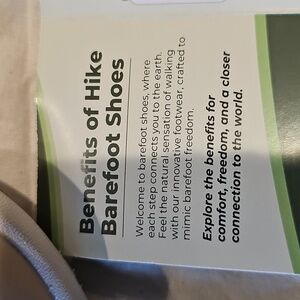 Benefits of Hike
Barefoot Shoes
Welcome to barefoot shoes, where
each step connects you to the earth.
Feel the natural sensation of walking
with our innovative footwear, crafted to
mimic barefoot freedom.
Explore the benefits for
comfort, freedom, and a closer
connection to the world.